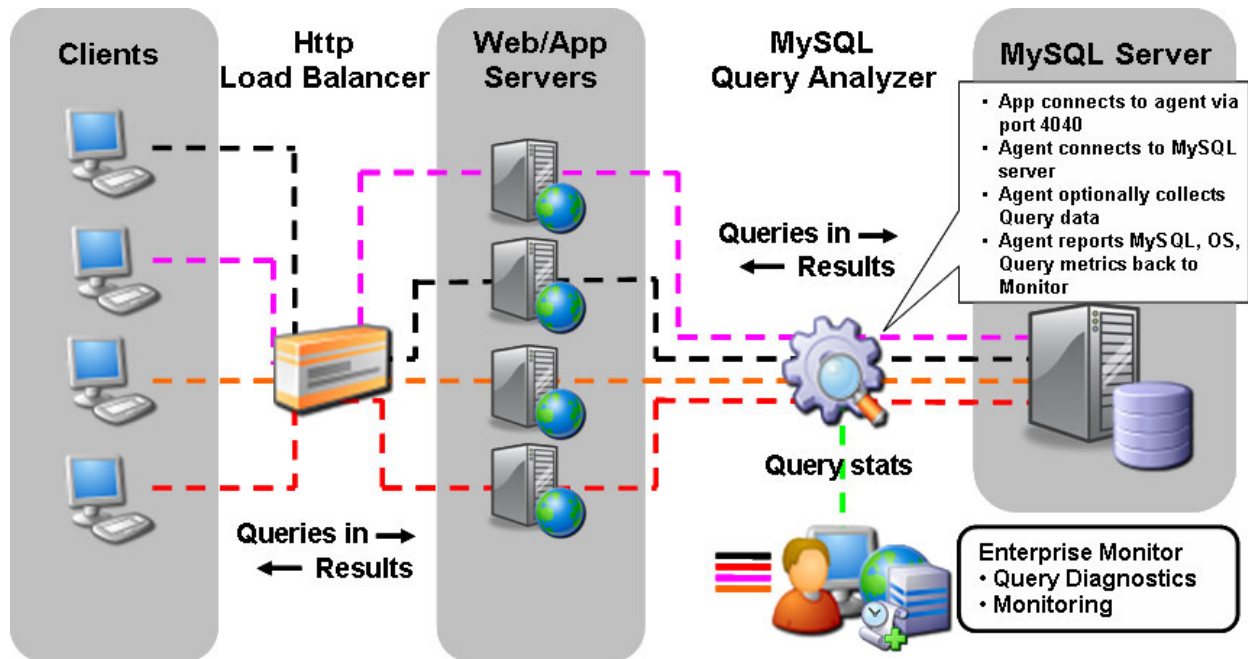 Clients
Http
Load Balancer
Web/App
Servers
MySQL
Query Analyzer
MySQL Server
• App connects to agent via
port 4040
• Agent connects to MySQL
server
• Agent optionally collects
Query data
• Agent reports MySQL, OS,
Query metrics back to
Monitor
Queries in →
← Results
Query stats
Queries in →
← Results
Enterprise Monitor
• Query Diagnostics
• Monitoring